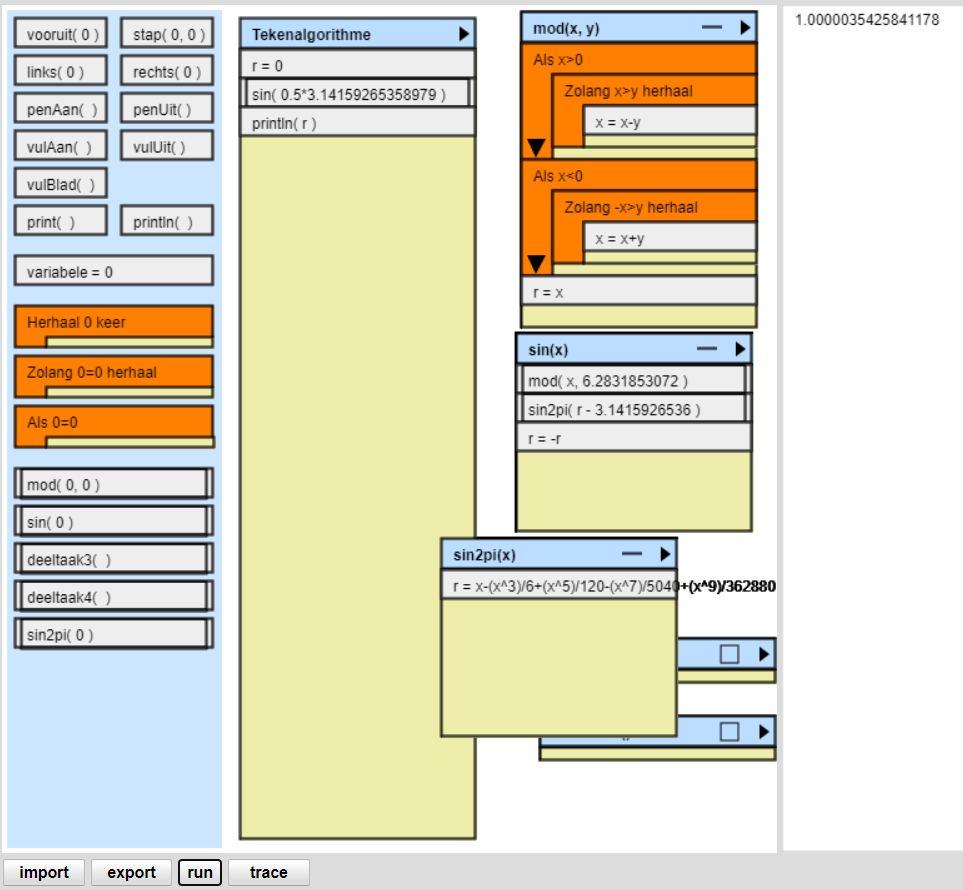 vooruit( 0 )
stap( 0, 0 )
links( 0 )
rechts( 0 )
penAan(  )
penUit( )
vulAan(  )
vulUit( )
vulBlad(  )
print(  )
println(  )
variabele = 0
Herhaal 0 keer
Zolang 0=0 herhaal
Als 0=0
mod( 0, 0 )
sin( 0 )
deeltaak3(  )
deeltaak4(  )
sin2pi( 0 )
Tekenalgorithme
r = 0
sin( 0.5*3.14159265358979 )
println( r )
mod(x, y)
Als x>0
Zolang x>y herhaal
x = x-y
Als x<0
Zolang -x>y herhaal
x = x+y
r = x
sin(x)
mod( x, 6.2831853072 )
sin2pi( r - 3.1415926536 )
r = -r
sin2pi(x)
r = x-(x^3)/6+(x^5)/120-(x^7)/5040+(x^9)/362880
1.0000035425841178
import
export
run
trace